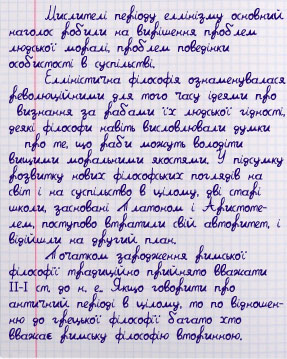 Мислителі періоду еллінізму основний
наголос робили на вирішення проблем
людської моралі, проблем поведінки
особистості в суспільстві.
Елліністична філософія ознаменувалася
революційними для того часу ідеями про
визнання за рабами їх людської гідності,
деякі філософи навіть висловлювали думки
про те, що раби можуть володіти
вищими моральними якостями. У підсумку
розвитку нових філософських поглядів на
світ і на суспільство в цілому, дві старі
школи, засновані Платоном і Аристоте-
лем, поступово втратили свій авторитет, і
відійшли на другий план.
Початком зародження римської
філософії традиційно прийнято вважати
II-I ст. до н. е. Якщо говорити про
античний період в цілому, то по відношен-
ню до грецької філософії багато хто
вважає римську філософію вторинною.